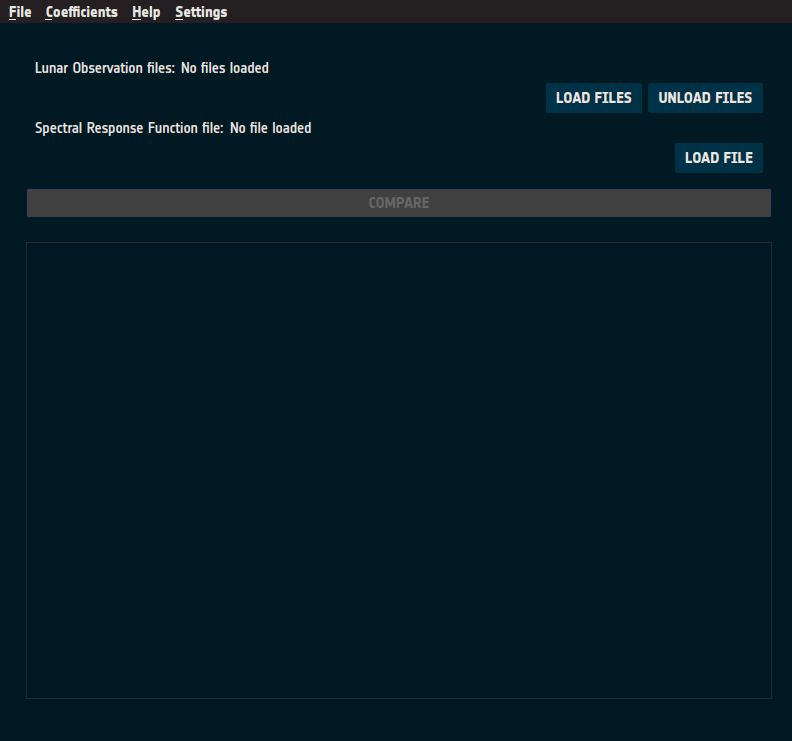 File Coefficients Help Settings
Lunar Observation files: No files loaded
LOAD FILES UNLOAD FILES
Spectral Response Function file: No file loaded
LOAD FILE
COMPARE